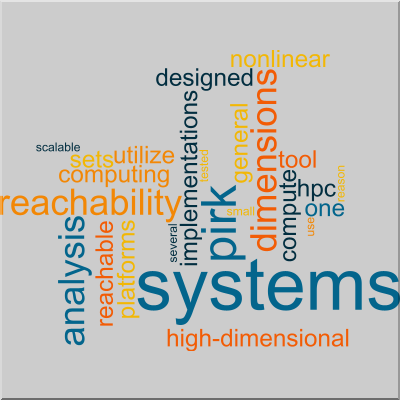 nonlinear
designed
scalable
sets
utilize
computing
reachability
implementations
tested
general
dimensions
tool
compute
hpc
reason
one
use
small
pirk
several
analysis
reachable
platforms
systems
high-dimensional